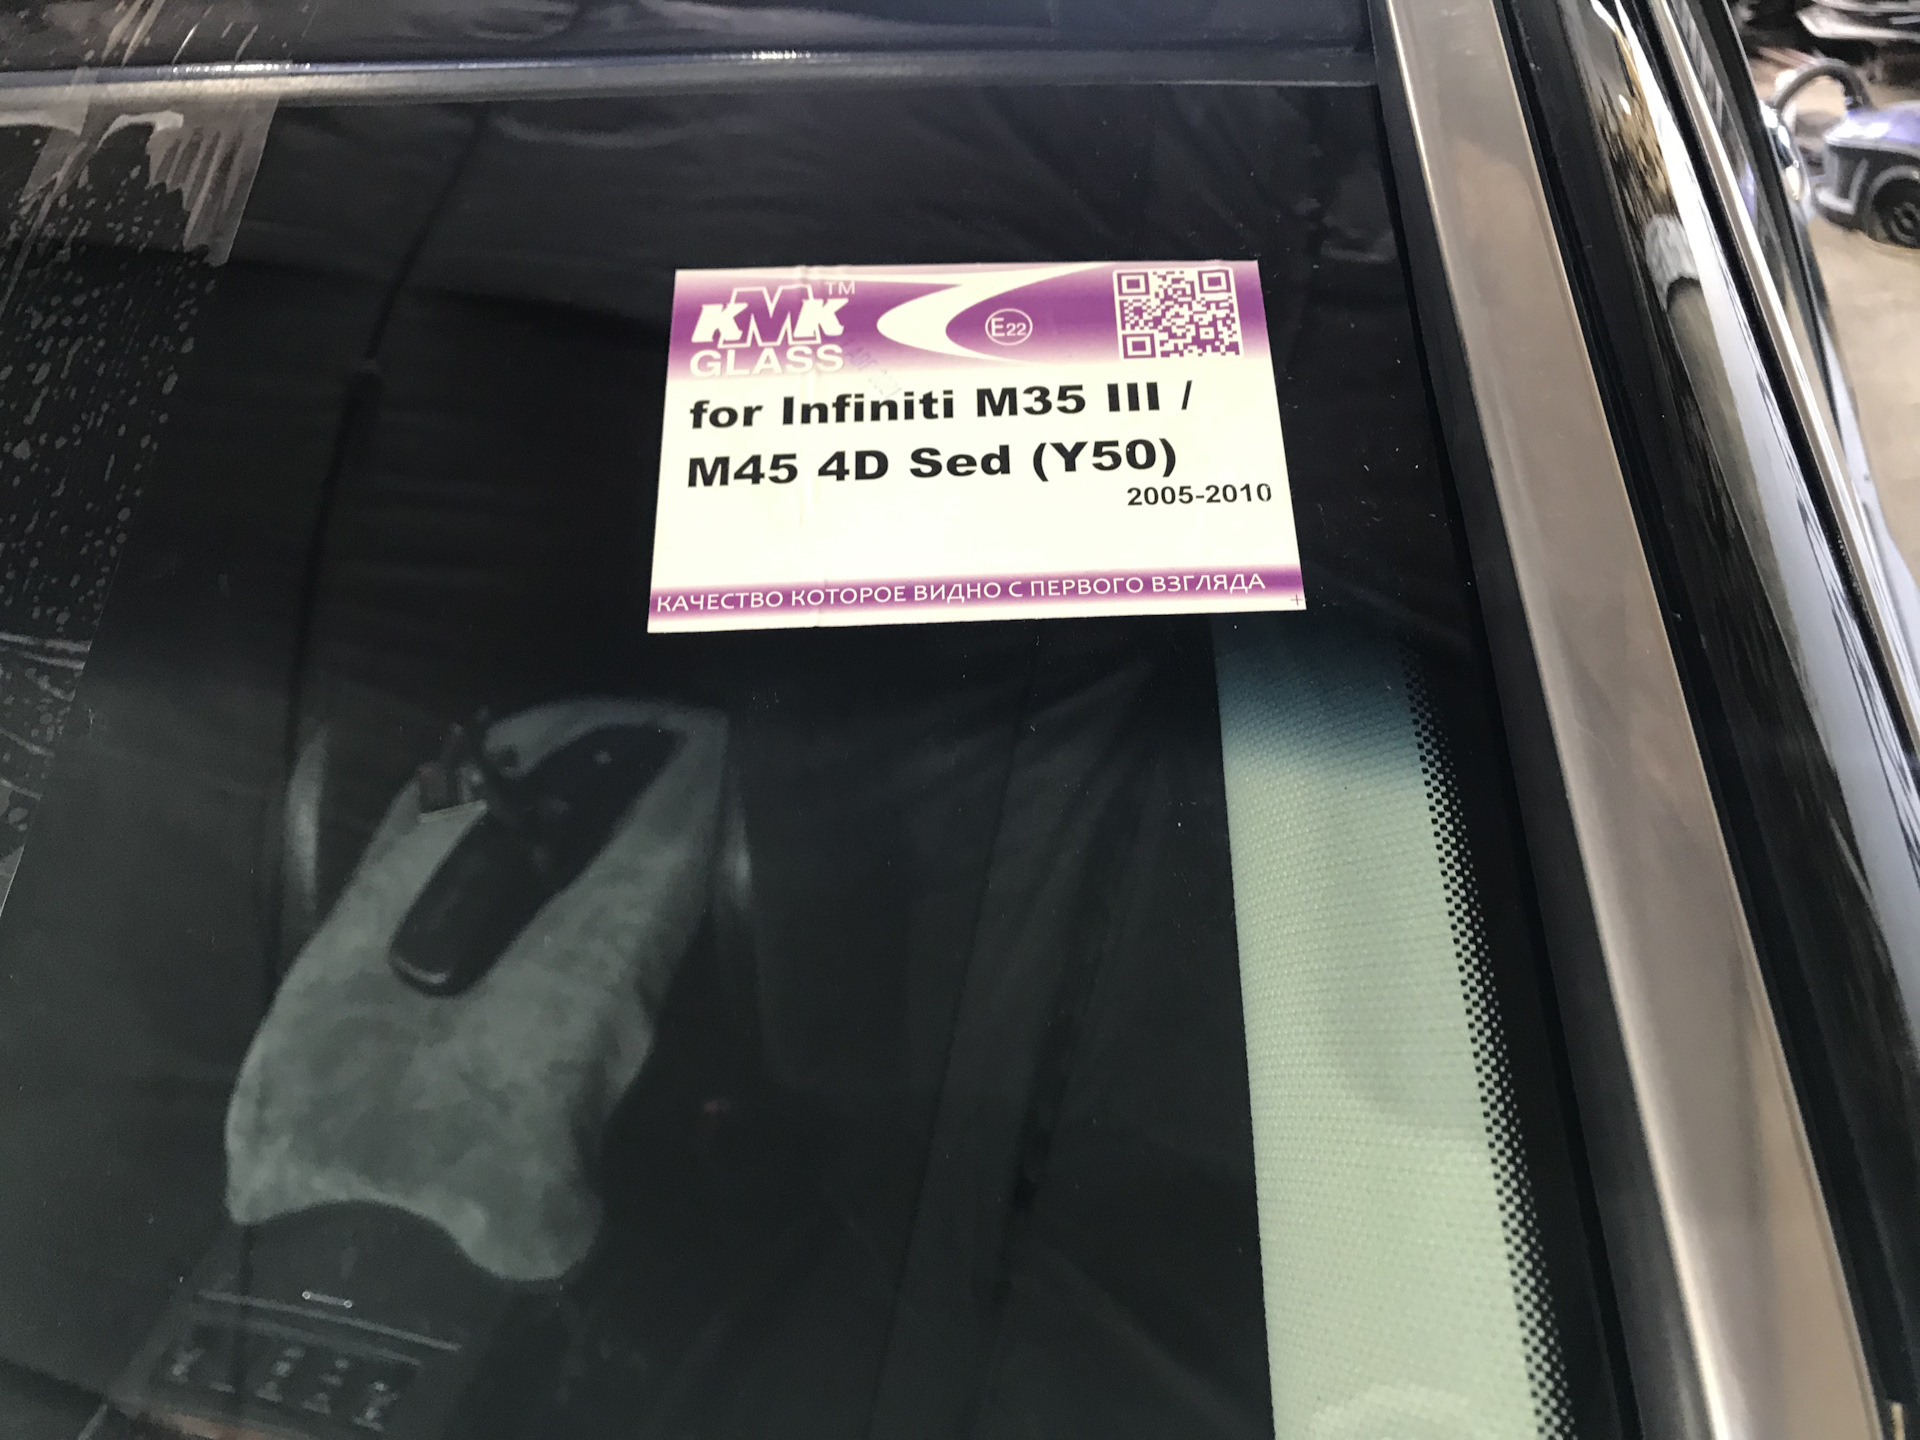 KMK TM
GLASS
E22
for Infiniti M35 III /
M45 4D Sed (Y50)
2005-2010
КАЧЕСТВО КОТОРОЕ ВИДНО С ПЕРВОГО ВЗГЛЯДА